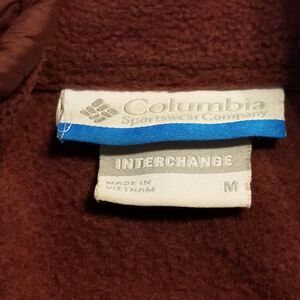 Columbia
Sportswear Company
INTERCHANGE
MADE IN
VIETNAM
M